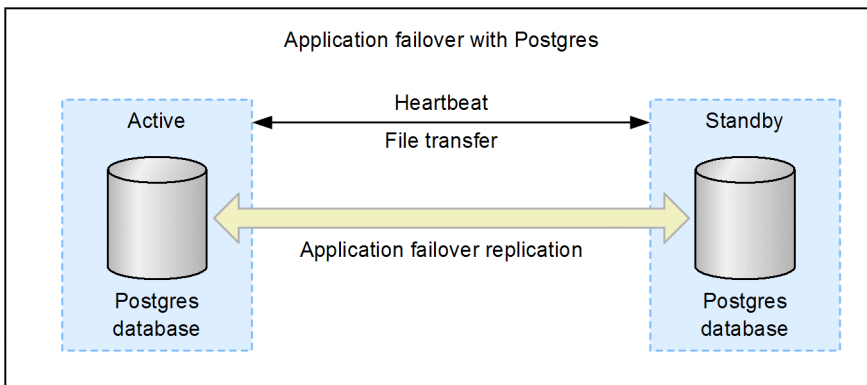 Application failover with Postgres
Heartbeat
Active
Standby
File transfer
Application failover replication
Postgres
database
Postgres
database